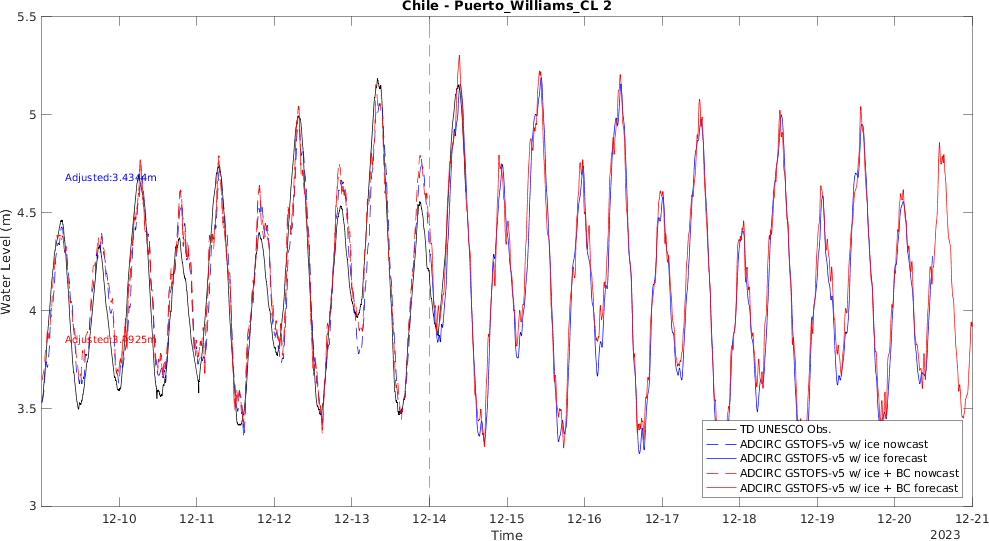 Chile - Puerto_Williams_CL 2
5.5
5
4.5
4
3.5
3
Water Level (m)
Adjusted:3.4344m
Adjusted:3.4925m
TD UNESCO Obs.
ADCIRC GSTOFS-v5 w/ ice nowcast
ADCIRC GSTOFS-v5 w/ ice forecast
ADCIRC GSTOFS-v5 w/ ice + BC nowcast
ADCIRC GSTOFS-v5 w/ ice + BC forecast
12-10 12-11 12-12 12-13 12-14 12-15 12-16 12-17 12-18 12-19 12-20 12-21
Time
2023